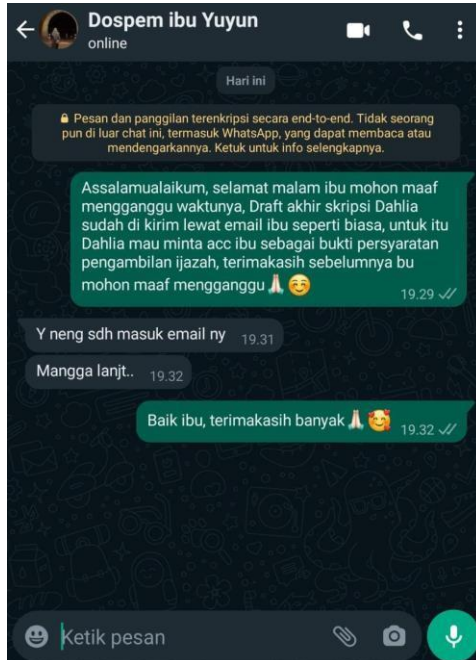 Dospem ibu Yuyun
online
Hari ini
Pesan dan panggilan terenkripsi secara end-to-end. Tidak seorang
pun di luar chat ini, termasuk WhatsApp, yang dapat membaca atau
mendengarkannya. Ketuk untuk info selengkapnya.
Assalamualaikum, selamat malam ibu mohon maaf
mengganggu waktunya, Draft akhir skripsi Dahlia
sudah di kirim lewat email ibu seperti biasa, untuk itu
Dahlia mau minta acc ibu sebagai bukti persyaratan
pengambilan ijazah, terimakasih sebelumnya bu
mohon maaf mengganggu🙏🏻☺️
19.29
Y neng sdh masuk email ny 19.31
Mangga lanjt.. 19.32
Baik ibu, terimakasih banyak🙏🏻🥰 19.32
Ketik pesan